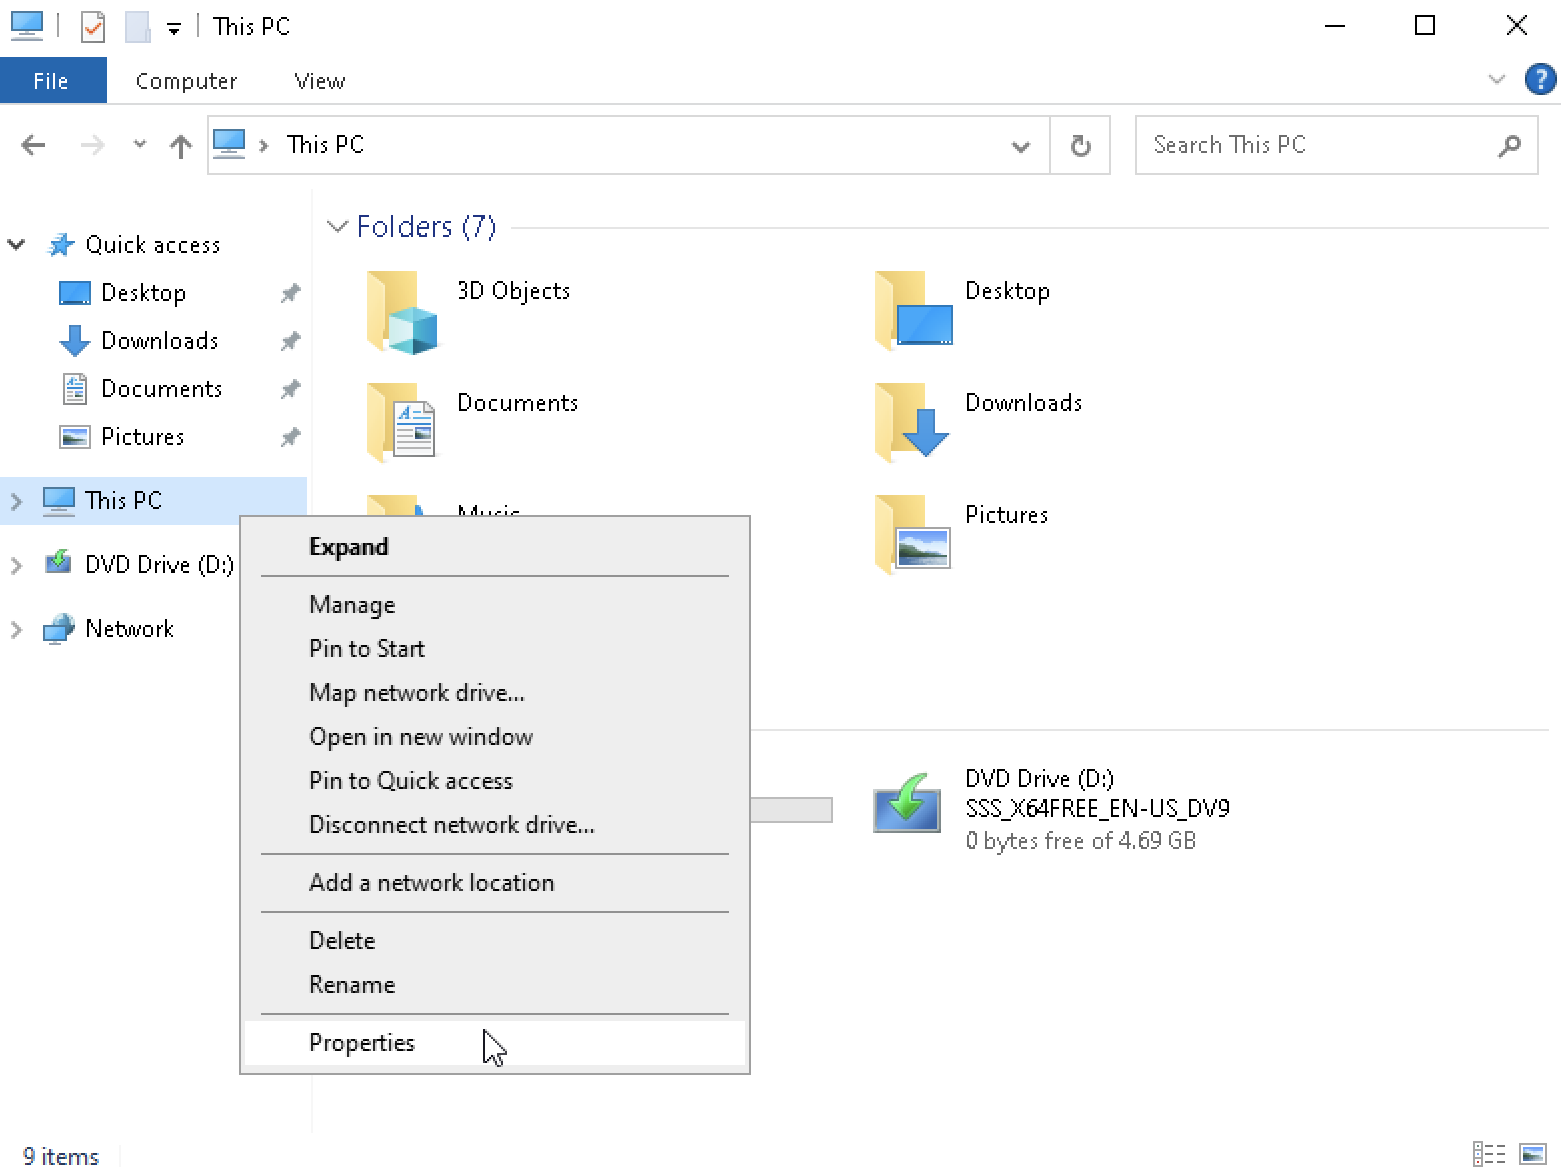 This PC
File
Computer
View
This PC
Search This PC
Quick access
Desktop
Downloads
Documents
Pictures
This PC
DVD Drive (D:)
Network
Folders (7)
3D Objects
Desktop
Documents
Downloads
Music
Pictures
Expand
Manage
Pin to Start
Map network drive...
Open in new window
Pin to Quick access
Disconnect network drive...
Add a network location
Delete
Rename
Properties
DVD Drive (D:)
SSS_X64FREE_EN-US_DV9
0 bytes free of 4.69 GB
9 items